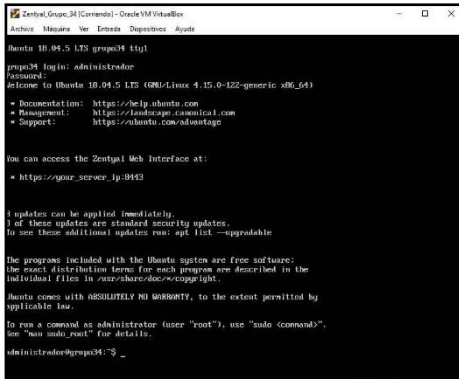 Zentyal_Grupo_34 [Corriendo] - Oracle VM VirtualBox
Archivo Máquina Ver Entrada Dispositivos Ayuda
Ubuntu 18.04.5 LTS grupo34 tty1
grupo34 login: administrador
Password:
Welcome to Ubuntu 18.04.5 LTS (GNU/Linux 4.15.0-122-generic x86_64)
* Documentation: https://help.ubuntu.com
* Management: https://landscape.canonical.com
* Support: https://ubuntu.com/advantage
You can access the Zentyal Web Interface at:
* https://your_server_ip:8443
3 updates can be applied immediately.
3 of these updates are standard security updates.
To see these additional updates run: apt list --upgradable
The programs included with the Ubuntu system are free software;
the exact distribution terms for each program are described in the
individual files in /usr/share/doc/*/copyright.
Ubuntu comes with ABSOLUTELY NO WARRANTY, to the extent permitted by
applicable law.
To run a command as administrator (user "root"), use "sudo <command>".
See "man sudo_root" for details.
administrador@grupo34:~$ _